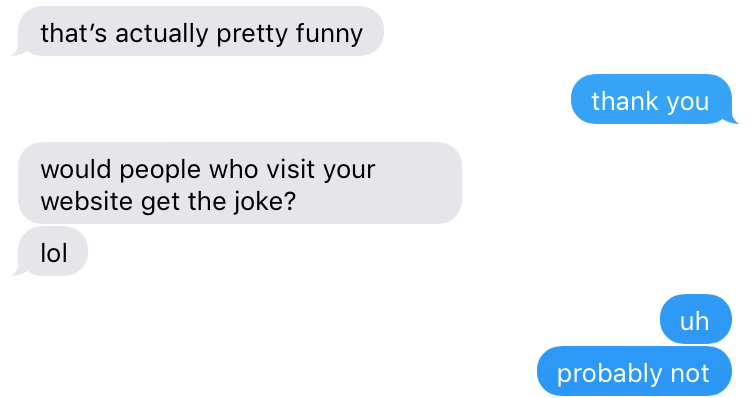 that’s actually pretty funny
thank you
would people who visit your
website get the joke?
lol
uh
probably not